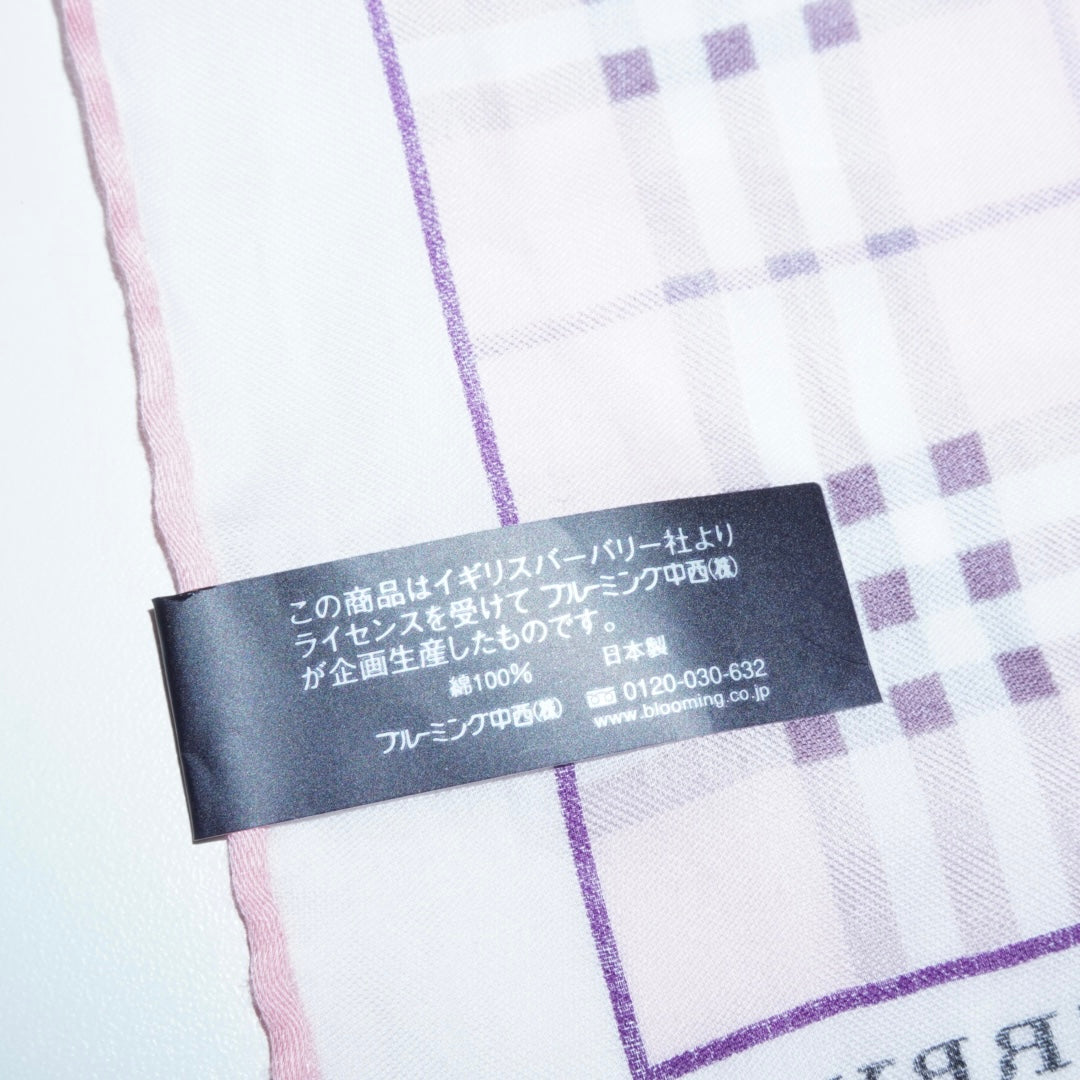 この商品はイギリスバーバリー社より
ライセンスを受けて ブルーミング中西㈱
が企画生産したものです。
綿100% 日本製
ブルーミング中西㈱ 0120-030-632
www.blooming.co.jp